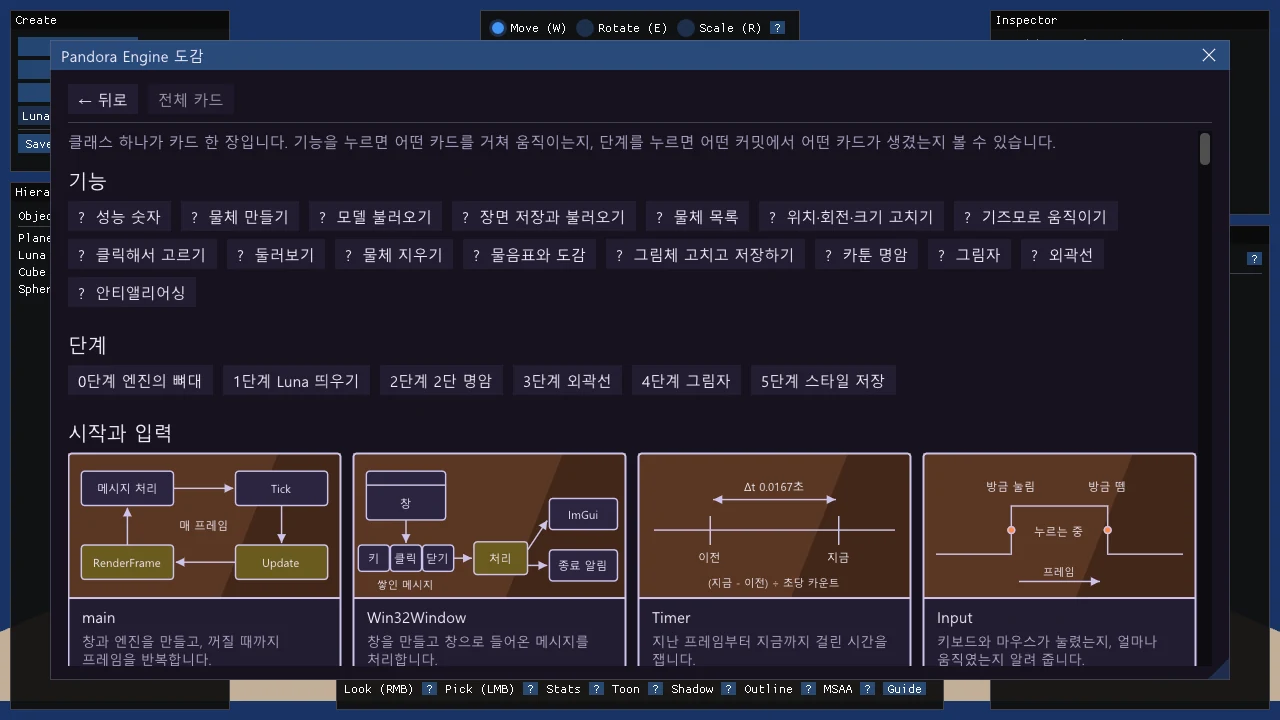 Create
Move (W) Rotate (E) Scale (R) ?
Inspector
Pandora Engine 도감
← 뒤로 전체 카드
Luna
Save
Hiera
Objec
Plane
Luna
Cube
Spher
?
클래스 하나가 카드 한 장입니다. 기능을 누르면 어떤 카드를 거쳐 움직이는지, 단계를 누르면 어떤 커밋에서 어떤 카드가 생겼는지 볼 수 있습니다.
기능
? 성능 숫자 ? 물체 만들기 ? 모델 불러오기 ? 장면 저장과 불러오기 ? 물체 목록 ? 위치·회전·크기 고치기 ? 기즈모로 움직이기
? 클릭해서 고르기 ? 둘러보기 ? 물체 지우기 ? 물음표와 도감 ? 그림체 고치고 저장하기 ? 카툰 명암 ? 그림자 ? 외곽선
? 안티앨리어싱
단계
0단계 엔진의 뼈대 1단계 Luna 띄우기 2단계 2단 명암 3단계 외곽선 4단계 그림자 5단계 스타일 저장
시작과 입력
메시지 처리 Tick
매 프레임
RenderFrame Update
main
창과 엔진을 만들고, 꺼질 때까지
프레임을 반복합니다.
창
ImGui
키 클릭 닫기 처리
종료 알림
쌓인 메시지
Win32Window
창을 만들고 창으로 들어온 메시지를
처리합니다.
Δt 0.0167초
이전 지금
(지금 - 이전) ÷ 초당 카운트
Timer
지난 프레임부터 지금까지 걸린 시간을
잽니다.
방금 눌림 방금 뗌
누르는 중
프레임
Input
키보드와 마우스가 눌렸는지, 얼마나
움직였는지 알려 줍니다.
Look (RMB) ? Pick (LMB) ? Stats ? Toon ? Shadow ? Outline ? MSAA ? Guide